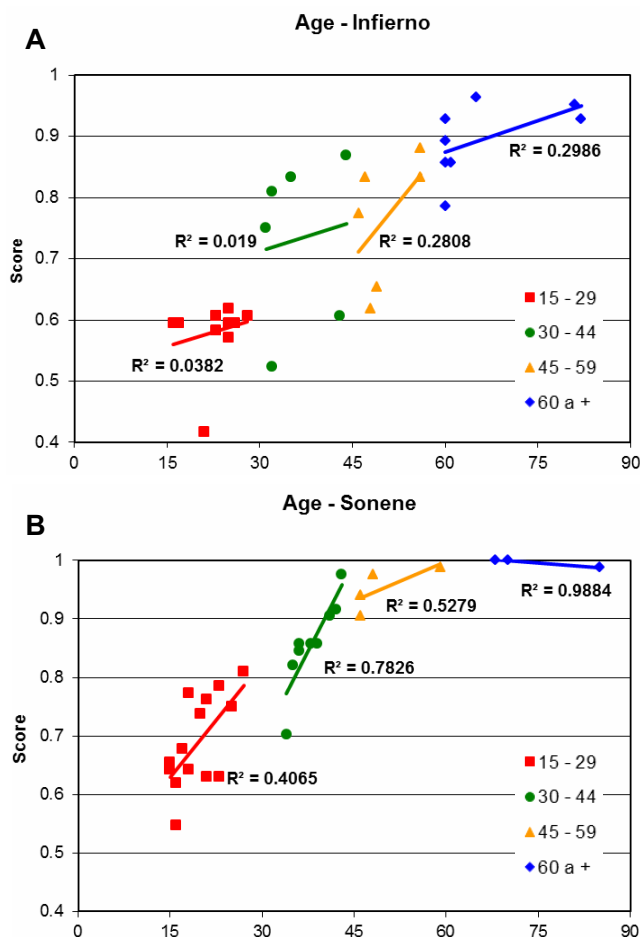 A
Age - Infierno
1
0.9
0.8
0.7
0.6
0.5
0.4
Score
R² = 0.2986
R² = 0.019
R² = 0.2808
R² = 0.0382
15 - 29
30 - 44
45 - 59
60 a +
0 15 30 45 60 75 90
B
Age - Sonene
1
0.9
0.8
0.7
0.6
0.5
0.4
Score
R² = 0.9884
R² = 0.5279
R² = 0.7826
R² = 0.4065
15 - 29
30 - 44
45 - 59
60 a +
0 15 30 45 60 75 90